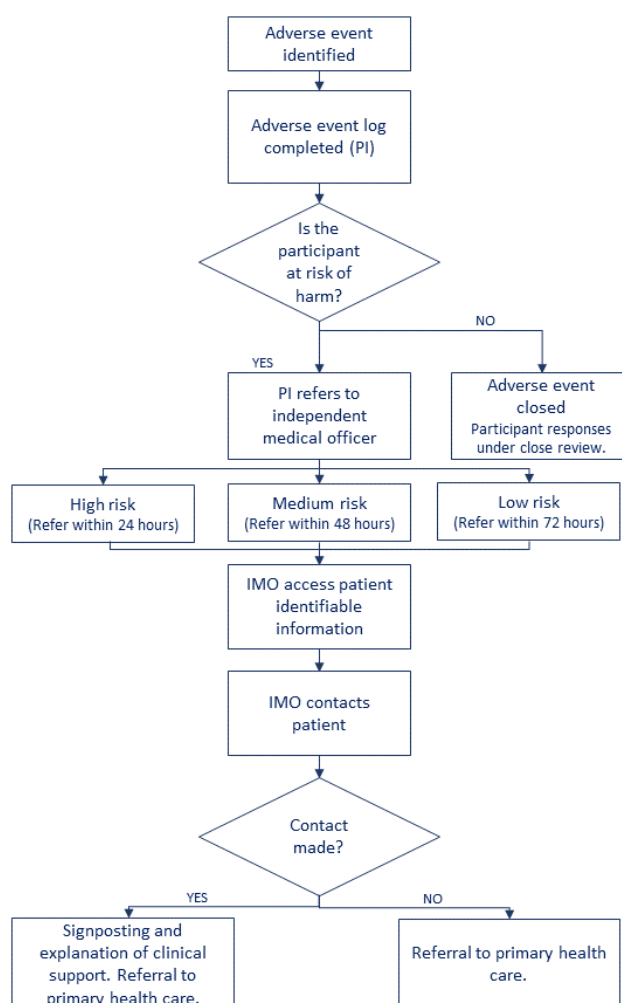 Adverse event
identified
Adverse event log
completed (PI)
Is the
participant
at risk of
harm?
NO
YES
PI refers to
independent
medical officer
Adverse event
closed
Participant responses
under close review.
High risk
(Refer within 24 hours)
Medium risk
(Refer within 48 hours)
Low risk
(Refer within 72 hours)
IMO access patient
identifiable
information
IMO contacts
patient
Contact
made?
YES
NO
Signposting and
explanation of clinical
support. Referral to
primary health care.
Referral to primary health
care.